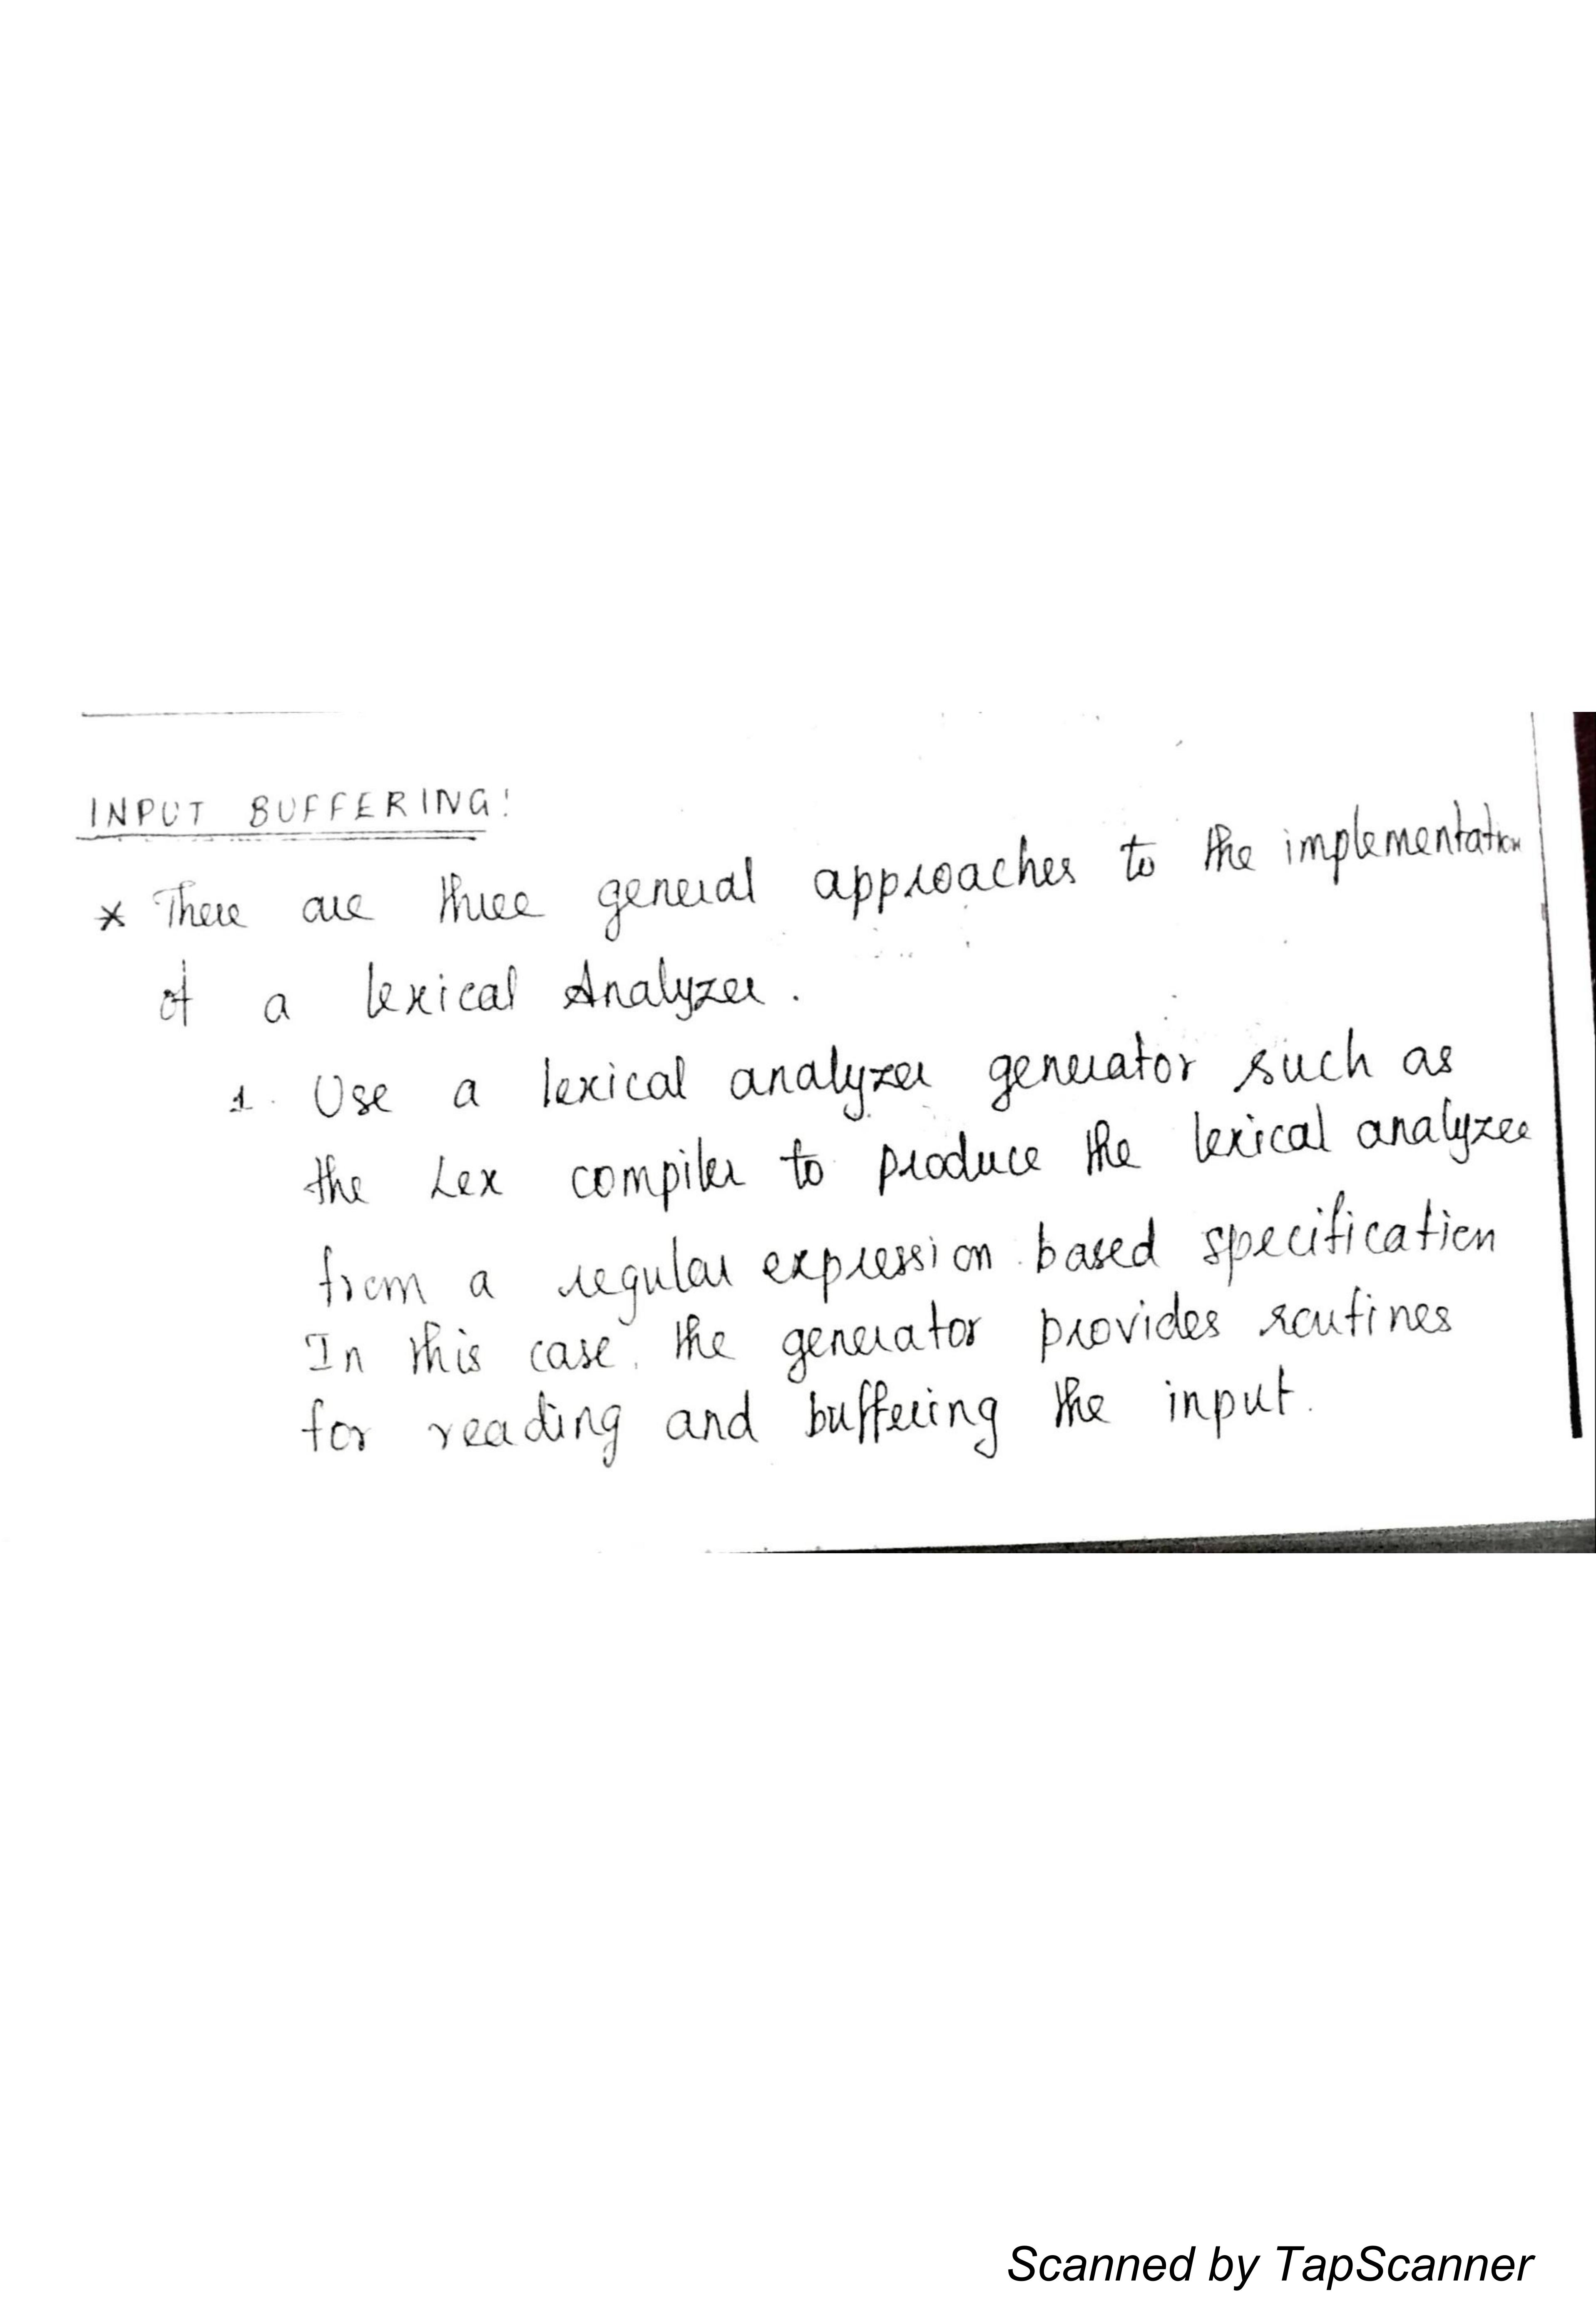 INPUT BUFFERING:
* There are three general approaches to the implementation
of a lexical Analyzer.
1. Use a lexical analyzer generator such as
the Lex compiler to produce the lexical analyzer
from a regular expression based specification
In this case, the generator provides routines
for reading and buffering the input.
Scanned by TapScanner